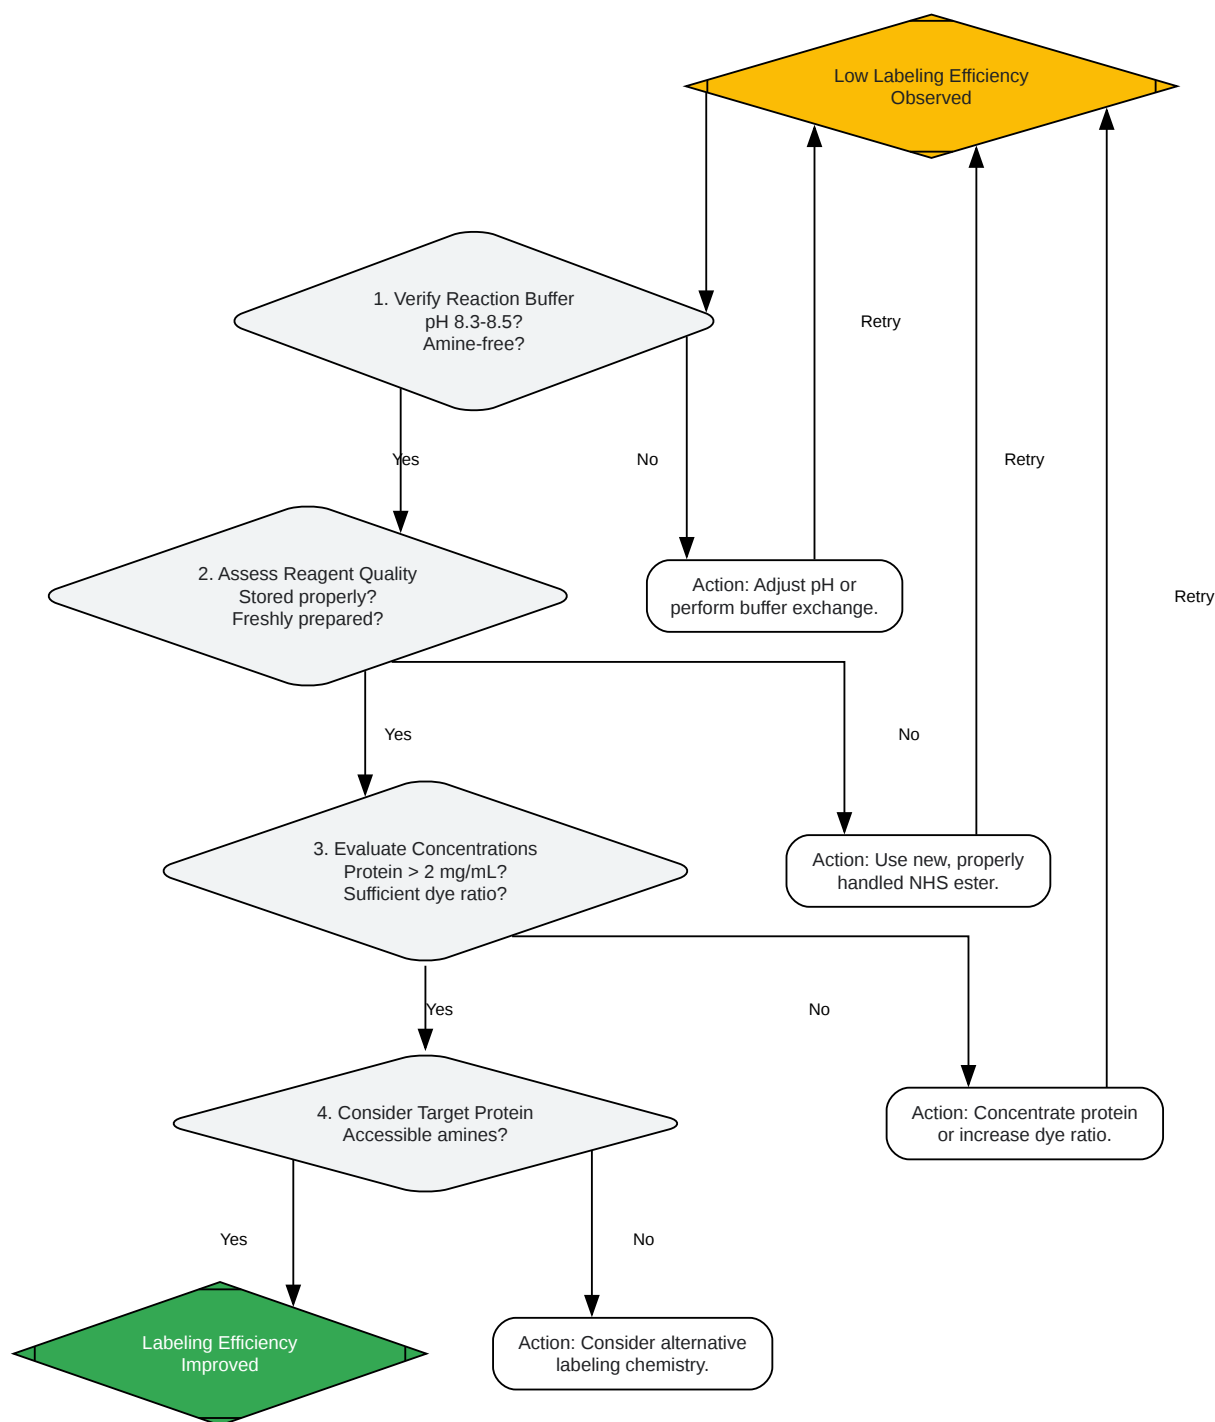 Low Labeling Efficiency
Observed
1. Verify Reaction Buffer
pH 8.3-8.5?
Amine-free?
Retry
Yes
No
Retry
2. Assess Reagent Quality
Stored properly?
Freshly prepared?
Action: Adjust pH or
perform buffer exchange.
Retry
Yes
No
3. Evaluate Concentrations
Protein > 2 mg/mL?
Sufficient dye ratio?
Action: Use new, properly
handled NHS ester.
Yes
No
4. Consider Target Protein
Accessible amines?
Action: Concentrate protein
or increase dye ratio.
Yes
No
Labeling Efficiency
Improved
Action: Consider alternative
labeling chemistry.